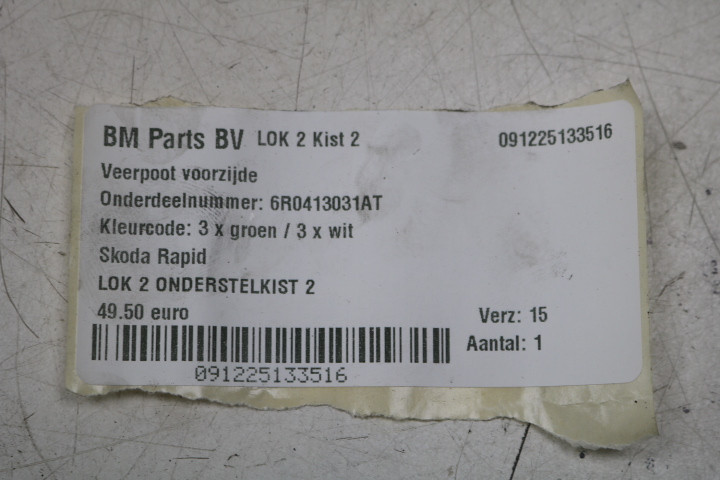 BM Parts BV LOK 2 Kist 2 091225133516
Veerpoot voorzijde
Onderdeelnummer: 6R0413031AT
Kleurcode: 3 x groen / 3 x wit
Skoda Rapid
LOK 2 ONDERSTELKIST 2
49.50 euro Verz: 15
Aantal: 1
091225133516